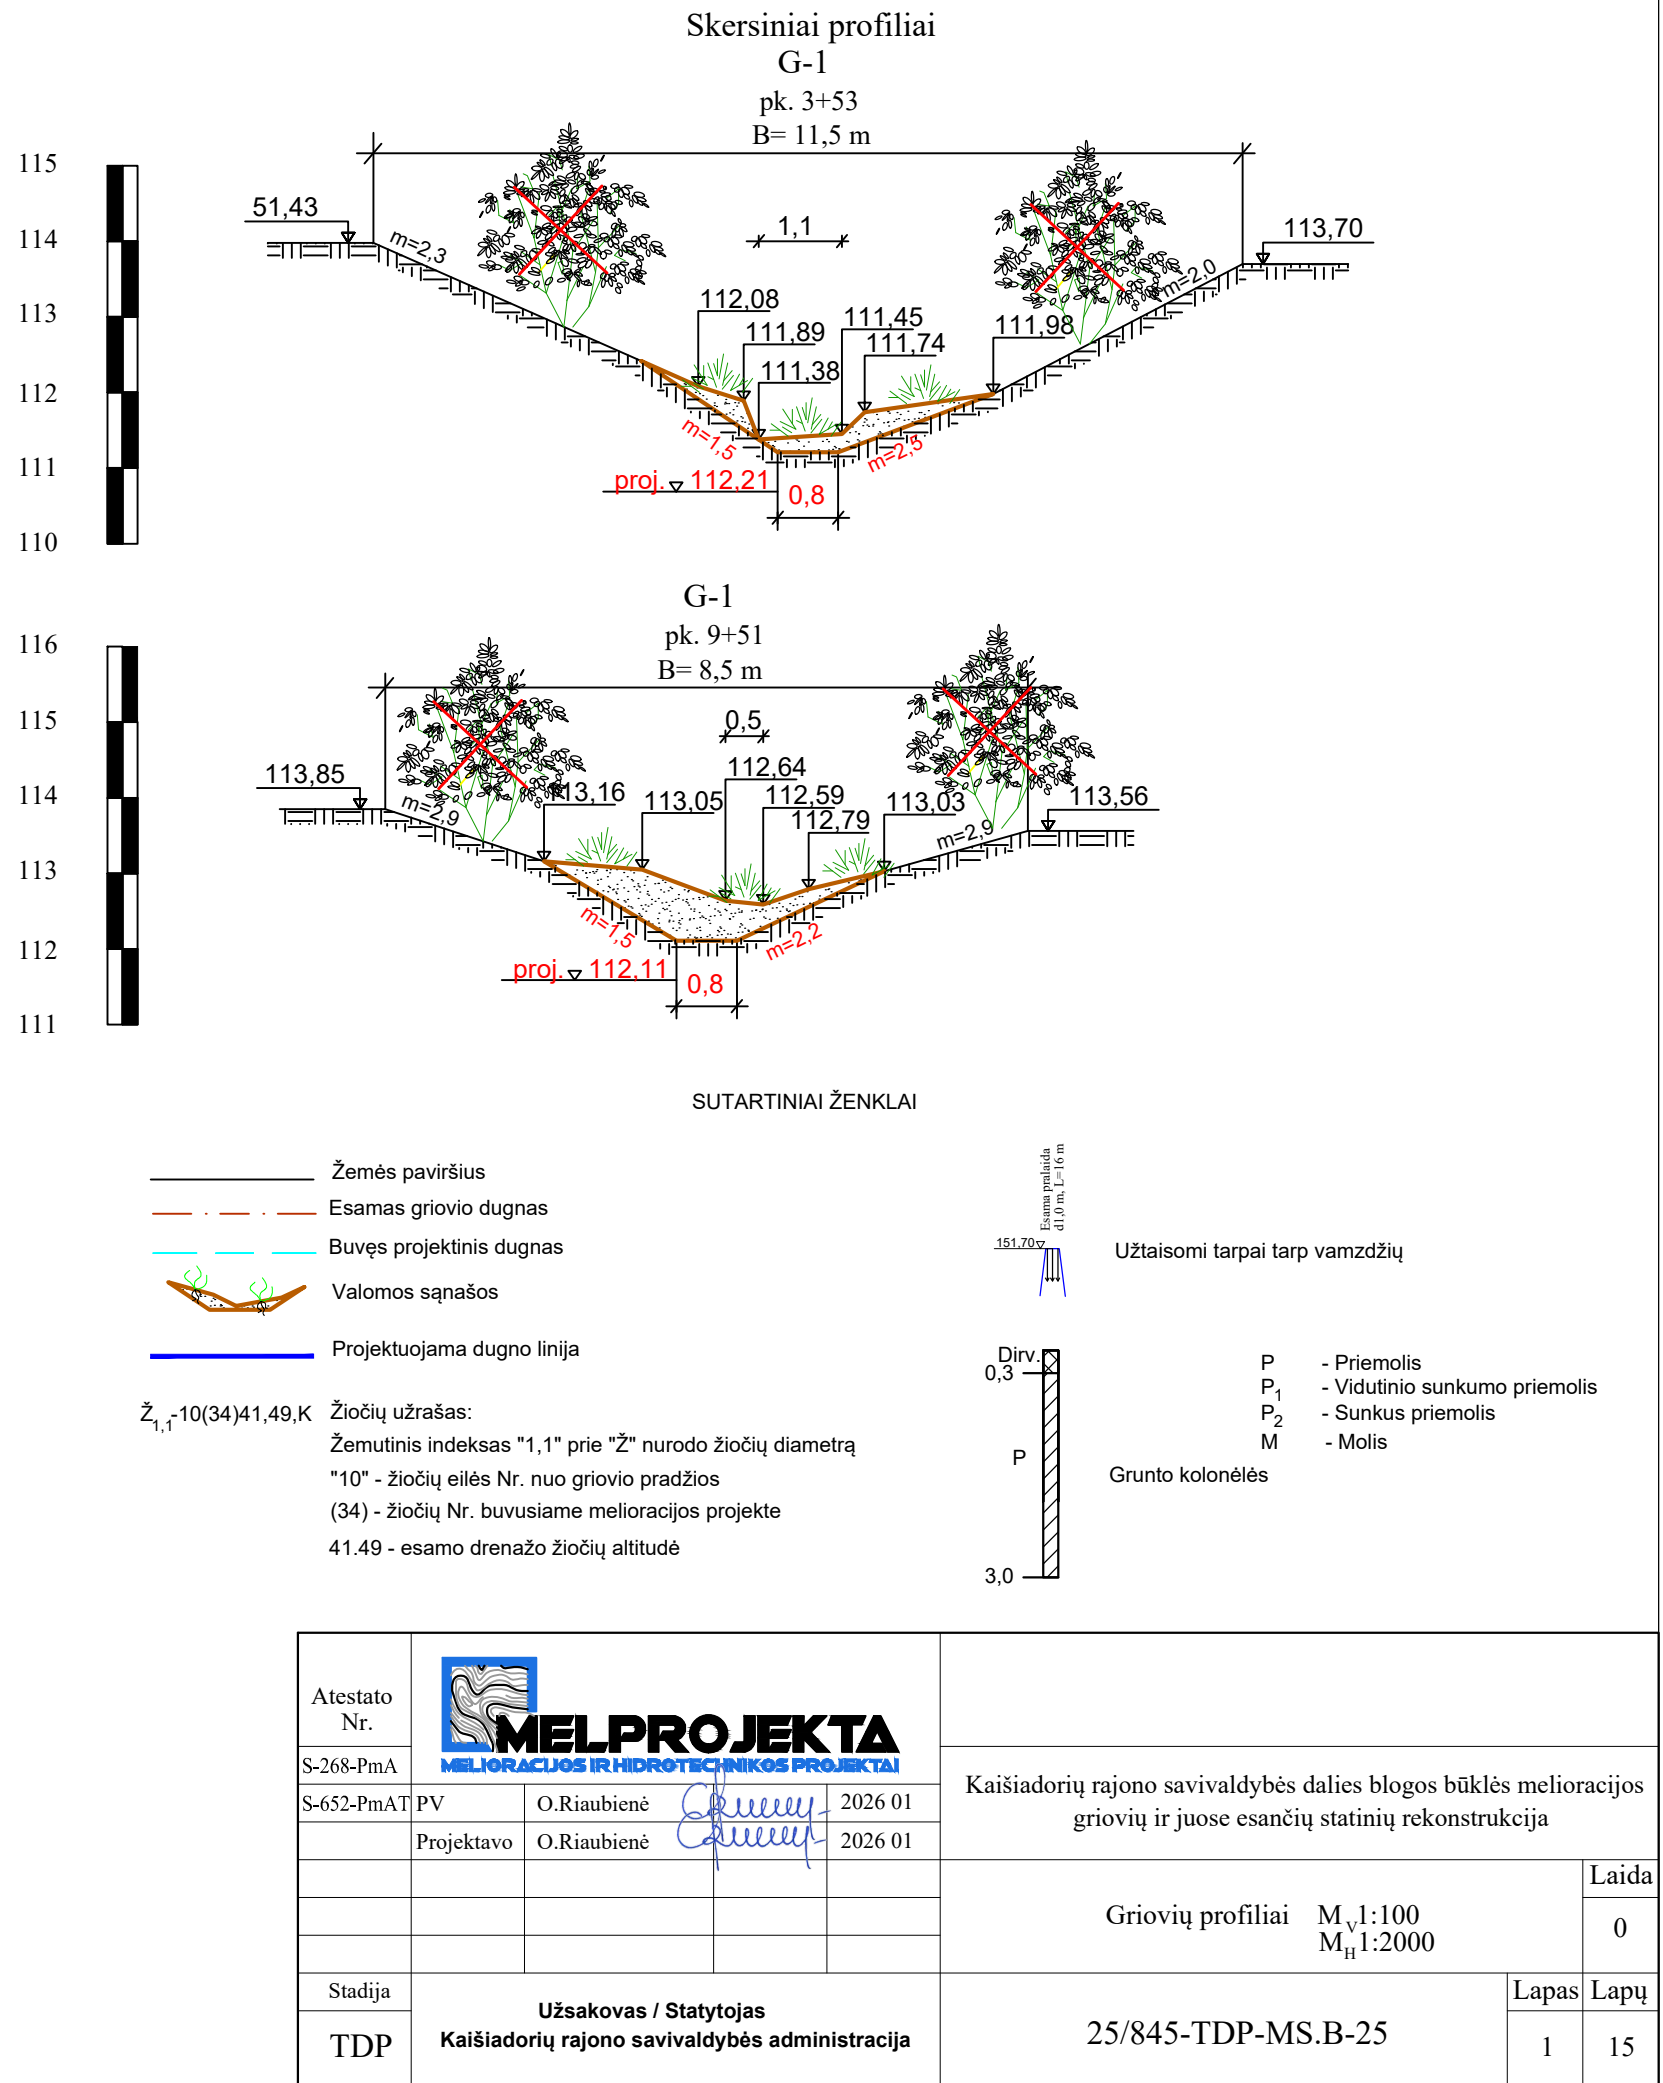 Skersiniai profiliai
G-1
pk. 3+53
B= 11,5 m
115
114
113
112
111
110
51,43
m=2,3
1,1
113,70
m=2,0
112,08
111,89
111,38
111,45
111,74
111,98
m=1,5
m=2,5
proj. 112,21
0,8
G-1
pk. 9+51
B= 8,5 m
116
115
114
113
112
111
0,5
113,85
m=2,9
113,16
113,05
112,64
112,59
112,79
113,03
113,56
m=2,9
m=1,5
m=2,2
proj. 112,11
0,8
SUTARTINIAI ŽENKLAI
Žemės paviršius
Esamas griovio dugnas
Buvęs projektinis dugnas
Valomos sąnašos
Projektuojama dugno linija
Ž1,1-10(34)41,49,K
Žiočių užrašas:
Žemutinis indeksas "1,1" prie "Ž" nurodo žiočių diametrą
"10" - žiočių eilės Nr. nuo griovio pradžios
(34) - žiočių Nr. buvusiame melioracijos projekte
41.49 - esamo drenažo žiočių altitudė
Esama pralaida
d1,0 m, L=16 m
151,70
Užtaisomi tarpai tarp vamzdžių
Dirv.
0,3
P
3,0
Grunto kolonėlės
P - Priemolis
P1 - Vidutinio sunkumo priemolis
P2 - Sunkus priemolis
M - Molis
Atestato
Nr.
MELPROJEKTA
MELIORACIJOS IR HIDROTECHNIKOS PROJEKTAI
S-268-PmA
S-652-PmAT PV O.Riaubienė 2026 01
Projektavo O.Riaubienė 2026 01
Kaišiadorių rajono savivaldybės dalies blogos būklės melioracijos
griovių ir juose esančių statinių rekonstrukcija
Griovių profiliai MV1:100
MH1:2000
Laida
0
Stadija
TDP
Užsakovas / Statytojas
Kaišiadorių rajono savivaldybės administracija
25/845-TDP-MS.B-25
Lapas Lapų
1 15